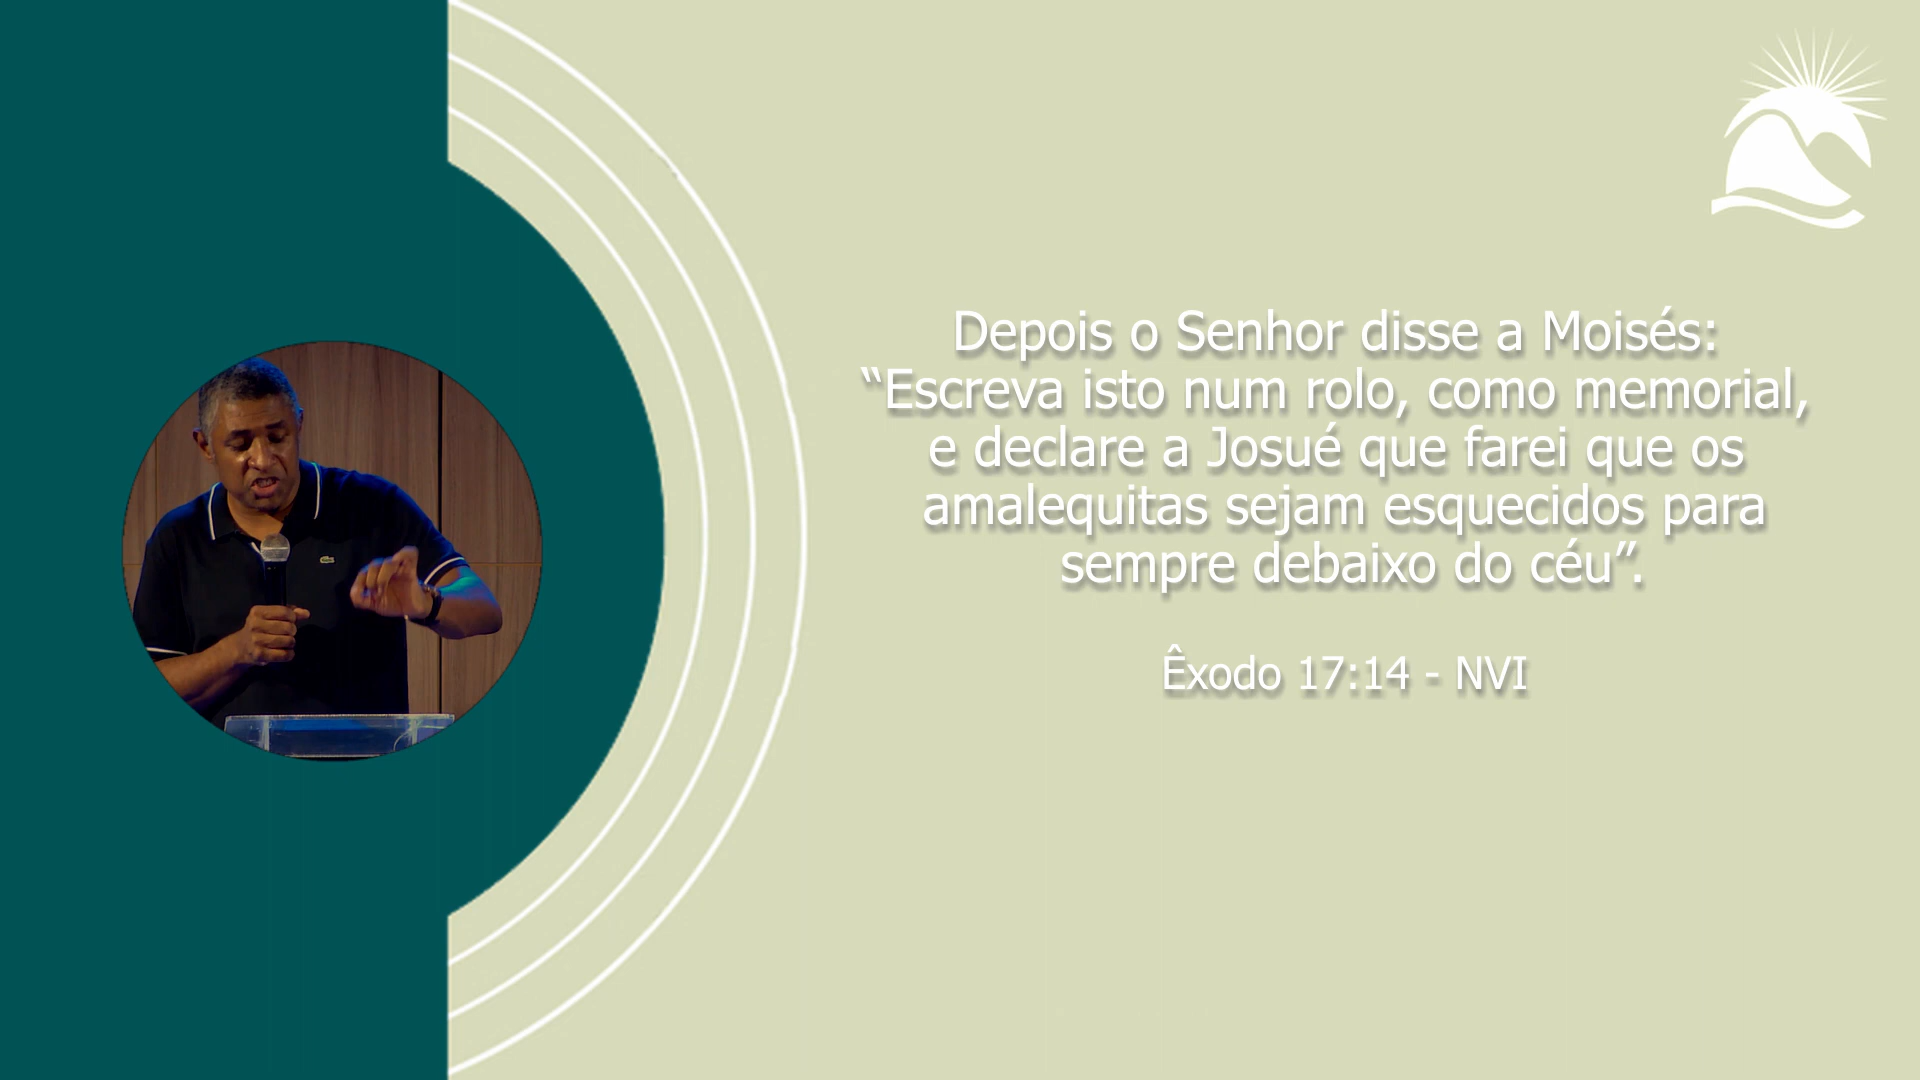 Depois o Senhor disse a Moisés:
“Escreva isto num rolo, como memorial,
e declare a Josué que farei que os
amalequitas sejam esquecidos para
sempre debaixo do céu”.
Êxodo 17:14 - NVI